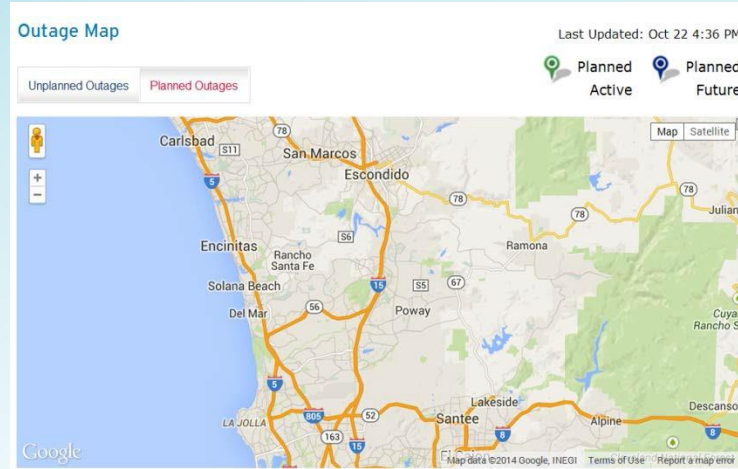 Outage Map
Last Updated: Oct 22 4:36 PM
Planned Active
Planned Future
Unplanned Outages
Planned Outages
Map
Satellite
Carlsbad
78
S11
San Marcos
Escondido
5
78
78
78
Julian
Encinitas
S6
Rancho
Santa Fe
Ramona
Solana Beach
15
S5
67
Del Mar
56
Poway
Cuya
Rancho S
5
Lakeside
Descanso
LA JOLLA
805
52
Santee
Alpine
8
8
163
15
Google
Map data ©2014 Google, INEGI
Terms of Use
Report a map error